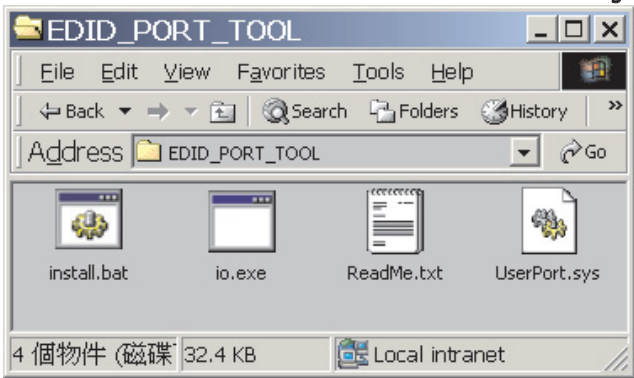 EDID_PORT_TOOL
File Edit View Favorites Tools Help
Back Search Folders History »
Address EDID_PORT_TOOL Go
install.bat io.exe ReadMe.txt UserPort.sys
4 個物件 (磁碟 32.4 KB Local intranet